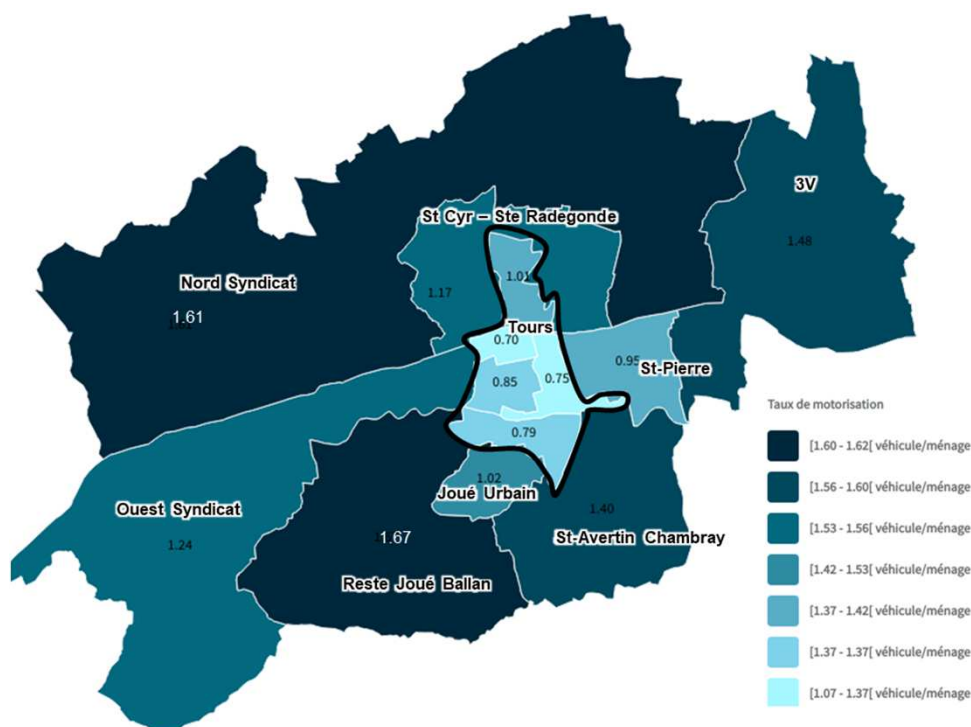 3V
1.48
St Cyr – Ste Radegonde
1.01
1.17
Nord Syndicat
1.61
Tours
0.70
0.95
St-Pierre
0.85
0.75
0.79
1.02
Joué Urbain
Ouest Syndicat
1.24
1.67
1.40
St-Avertin Chambray
Reste Joué Ballan
Taux de motorisation
[1.60 - 1.62[ véhicule/ménage
[1.56 - 1.60[ véhicule/ménage
[1.53 - 1.56[ véhicule/ménage
[1.42 - 1.53[ véhicule/ménage
[1.37 - 1.42[ véhicule/ménage
[1.37 - 1.37[ véhicule/ménage
[1.07 - 1.37[ véhicule/ménage